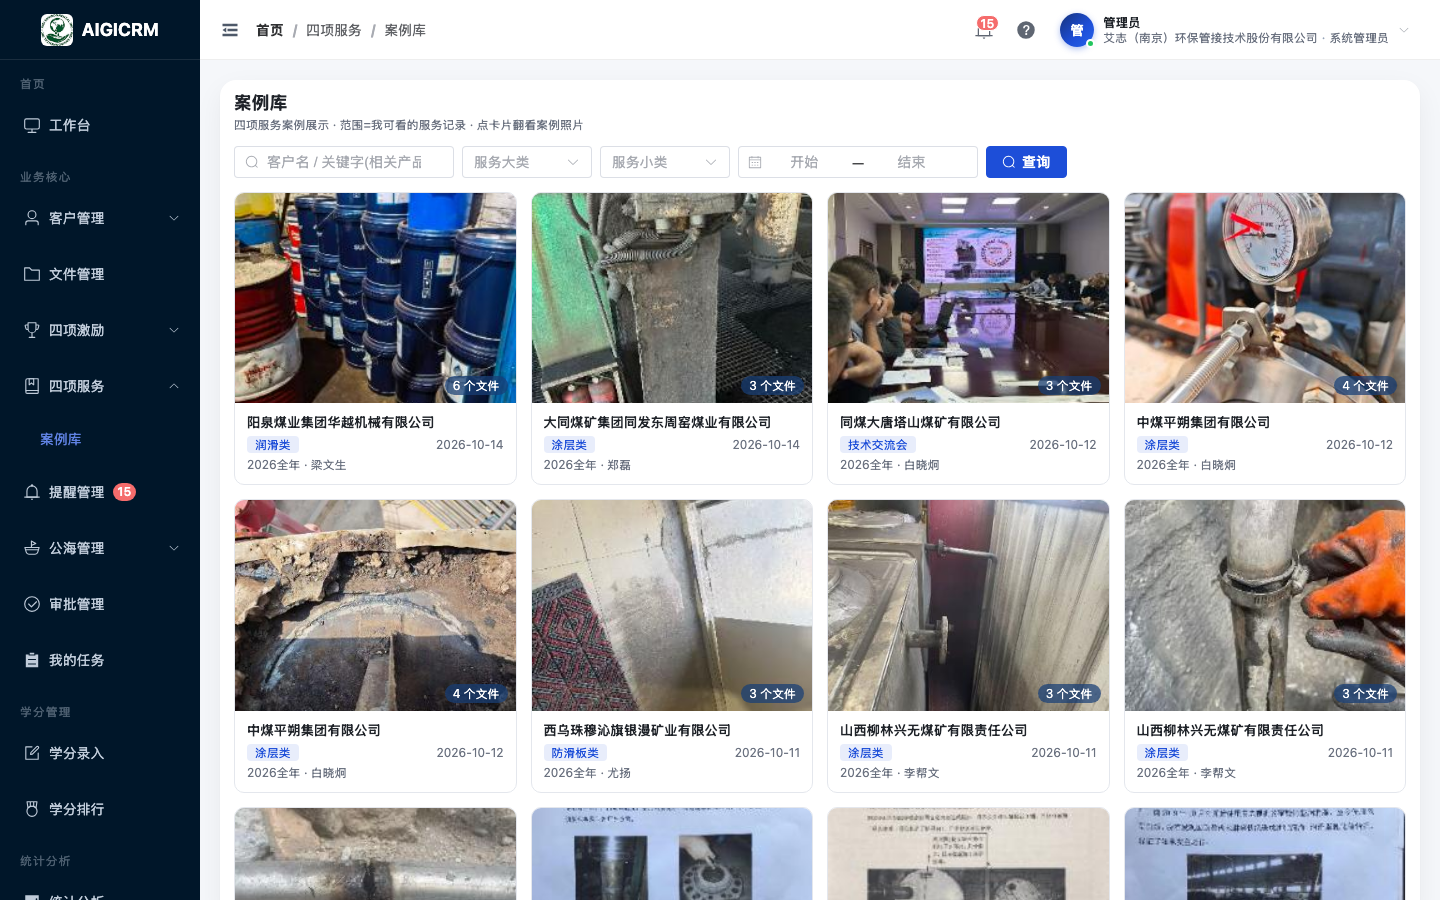 AIGICRM
首页
工作台
业务核心
客户管理
文件管理
四项激励
四项服务
案例库
提醒管理 15
公海管理
审批管理
我的任务
学分管理
学分录入
学分排行
统计分析
首页 / 四项服务 / 案例库
15
管
管理员
艾志（南京）环保管接技术股份有限公司 · 系统管理员
案例库
四项服务案例展示 · 范围=我可看的服务记录 · 点卡片翻看案例照片
客户名 / 关键字(相关产品
服务大类
服务小类
开始 — 结束
查询
6 个文件
阳泉煤业集团华越机械有限公司
润滑类 2026-10-14
2026全年 · 梁文生
3 个文件
大同煤矿集团同发东周窑煤业有限公司
涂层类 2026-10-14
2026全年 · 郑磊
3 个文件
同煤大唐塔山煤矿有限公司
技术交流会 2026-10-12
2026全年 · 白晓炯
4 个文件
中煤平朔集团有限公司
涂层类 2026-10-12
2026全年 · 白晓炯
4 个文件
中煤平朔集团有限公司
涂层类 2026-10-12
2026全年 · 白晓炯
3 个文件
西乌珠穆沁旗银漫矿业有限公司
防滑板类 2026-10-11
2026全年 · 尤扬
3 个文件
山西柳林兴无煤矿有限责任公司
涂层类 2026-10-11
2026全年 · 李帮文
3 个文件
山西柳林兴无煤矿有限责任公司
涂层类 2026-10-11
2026全年 · 李帮文